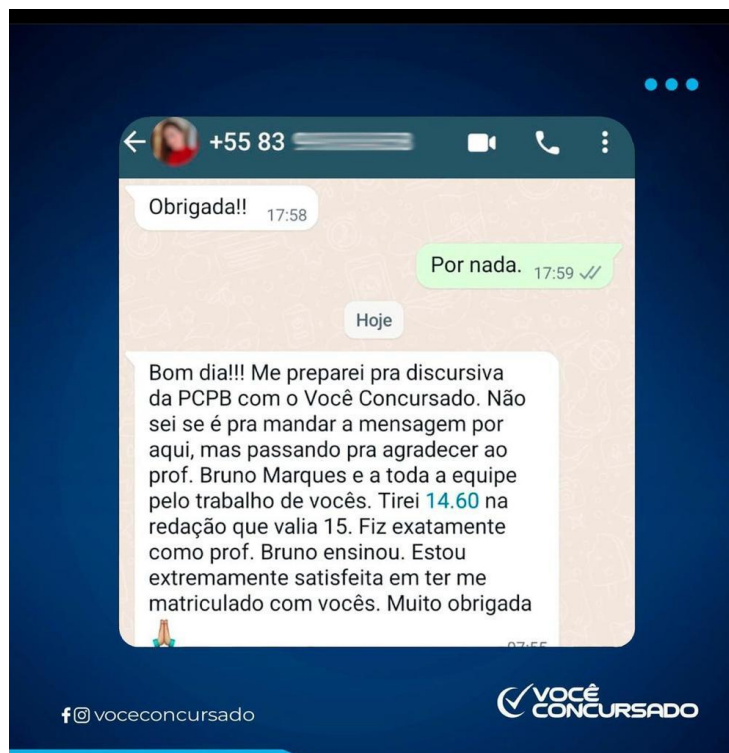 +55 83
Obrigada!! 17:58
Por nada. 17:59
Hoje
Bom dia!!! Me preparei pra discursiva
da PCPB com o Você Concursado. Não
sei se é pra mandar a mensagem por
aqui, mas passando pra agradecer ao
prof. Bruno Marques e a toda a equipe
pelo trabalho de vocês. Tirei 14.60 na
redação que valia 15. Fiz exatamente
como prof. Bruno ensinou. Estou
extremamente satisfeita em ter me
matriculado com vocês. Muito obrigada
voceconcursado
VOCÊ
CONCURSADO